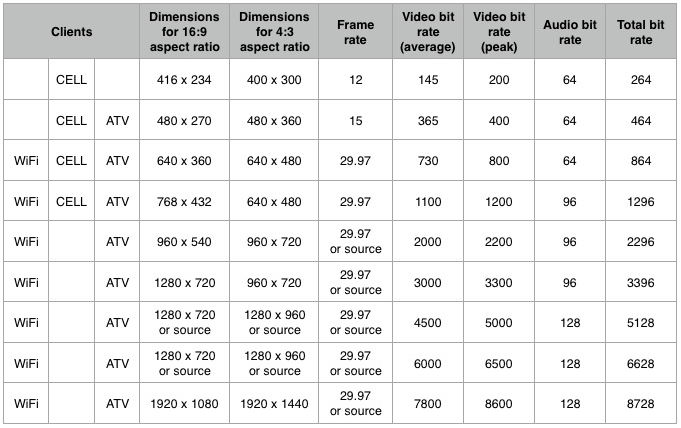 Clients Dimensions for 16:9 aspect ratio Dimensions for 4:3 aspect ratio Frame rate Video bit rate (average) Video bit rate (peak) Audio bit rate Total bit rate
CELL 416 x 234 400 x 300 12 145 200 64 264
CELL ATV 480 x 270 480 x 360 15 365 400 64 464
WiFi CELL ATV 640 x 360 640 x 480 29.97 730 800 64 864
WiFi CELL ATV 768 x 432 640 x 480 29.97 1100 1200 96 1296
WiFi ATV 960 x 540 960 x 720 29.97 or source 2000 2200 96 2296
WiFi ATV 1280 x 720 960 x 720 29.97 or source 3000 3300 96 3396
WiFi ATV 1280 x 720 or source 1280 x 960 or source 29.97 or source 4500 5000 128 5128
WiFi ATV 1280 x 720 or source 1280 x 960 or source 29.97 or source 6000 6500 128 6628
WiFi ATV 1920 x 1080 1920 x 1440 29.97 or source 7800 8600 128 8728